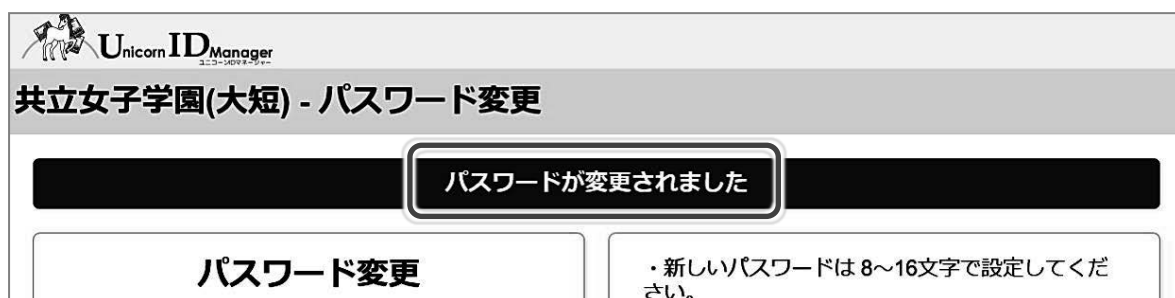 Unicorn IDManager
ユニコーンIDマネージャー
共立女子学園(大短) - パスワード変更
パスワードが変更されました
パスワード変更
・新しいパスワードは 8～16文字で設定してくだ
さい。